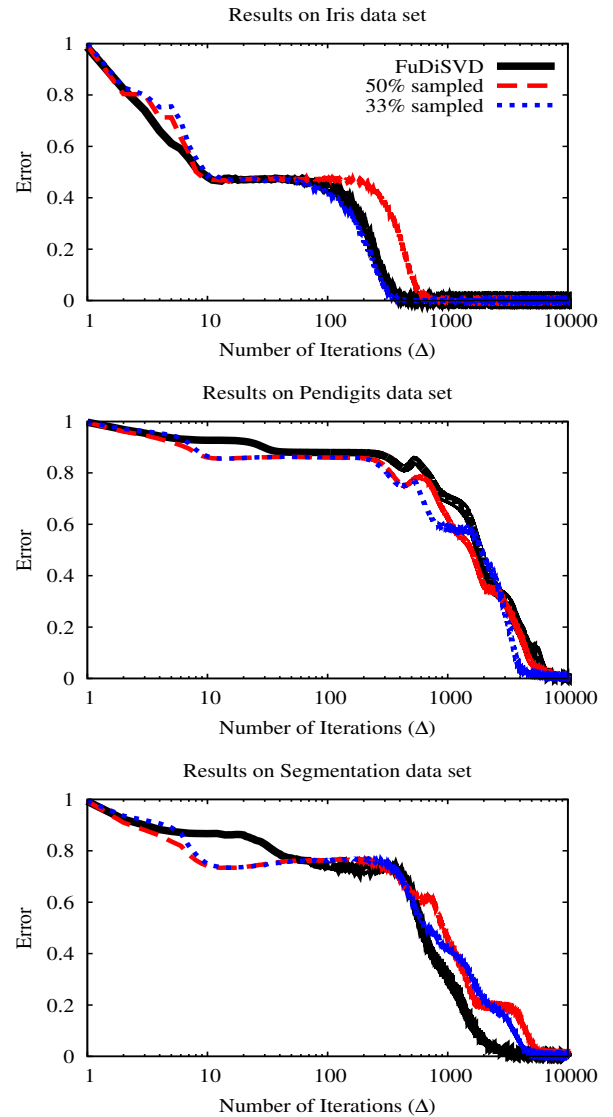 Results on Iris data set
1
0.8
0.6
0.4
0.2
0
Error
FuDiSVD
50% sampled
33% sampled
1 10 100 1000 10000
Number of Iterations (Δ)
Results on Pendigits data set
1
0.8
0.6
0.4
0.2
0
Error
1 10 100 1000 10000
Number of Iterations (Δ)
Results on Segmentation data set
1
0.8
0.6
0.4
0.2
0
Error
1 10 100 1000 10000
Number of Iterations (Δ)